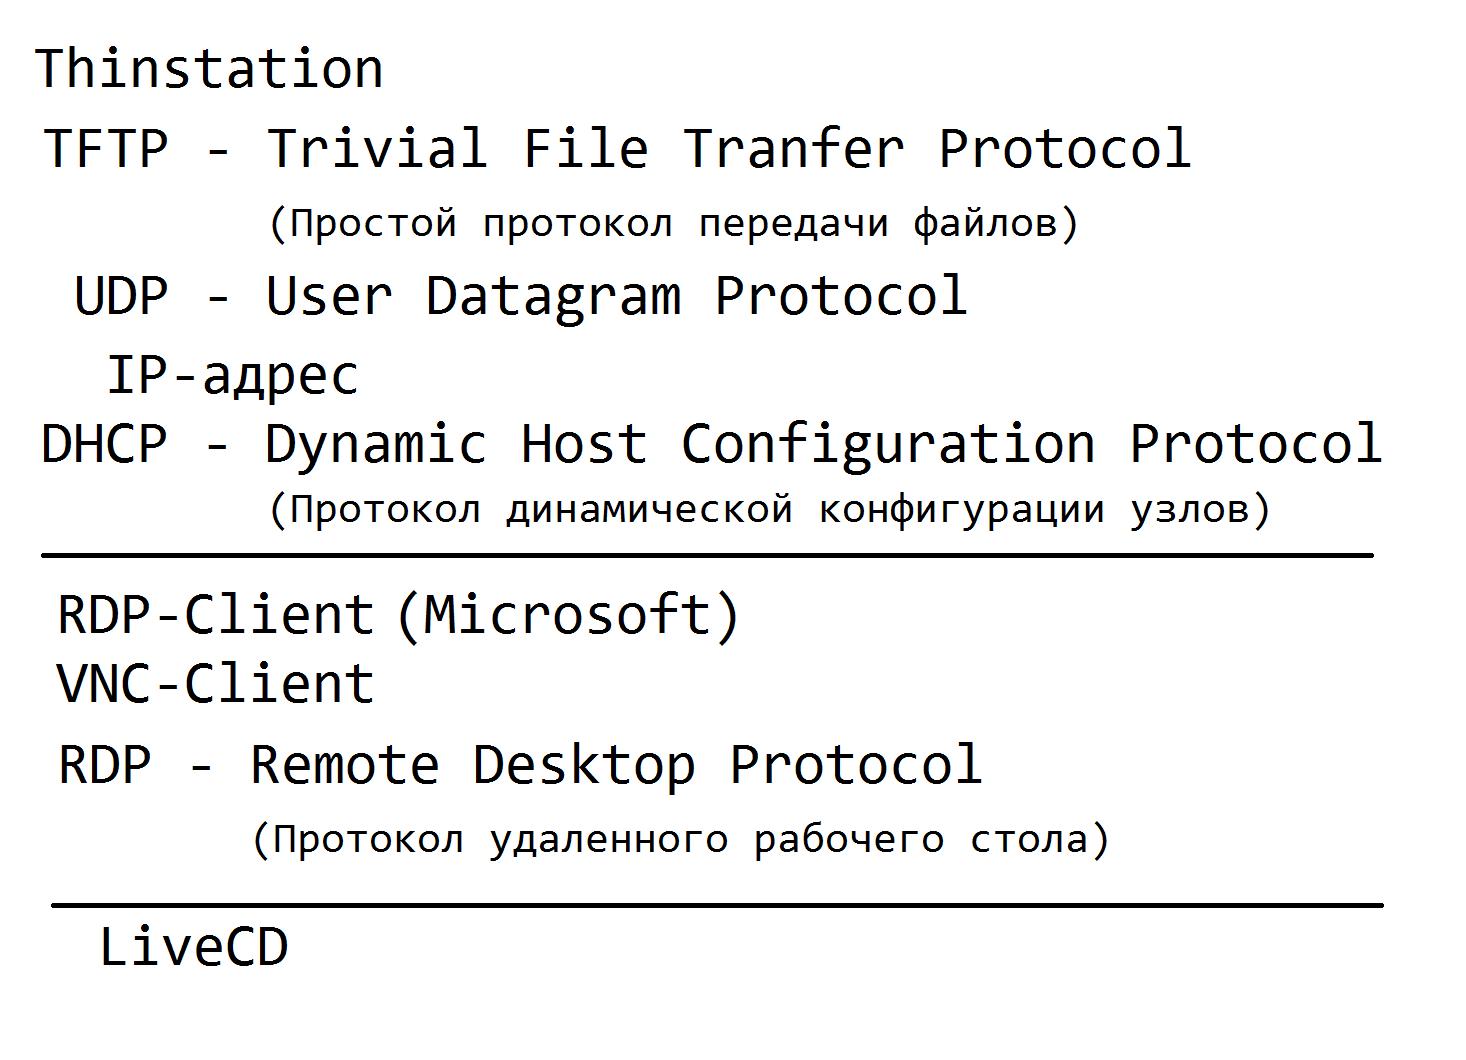 Thinstation
TFTP - Trivial File Tranfer Protocol
(Простой протокол передачи файлов)
UDP - User Datagram Protocol
IP-адрес
DHCP - Dynamic Host Configuration Protocol
(Протокол динамической конфигурации узлов)
RDP-Client (Microsoft)
VNC-Client
RDP - Remote Desktop Protocol
(Протокол удаленного рабочего стола)
LiveCD